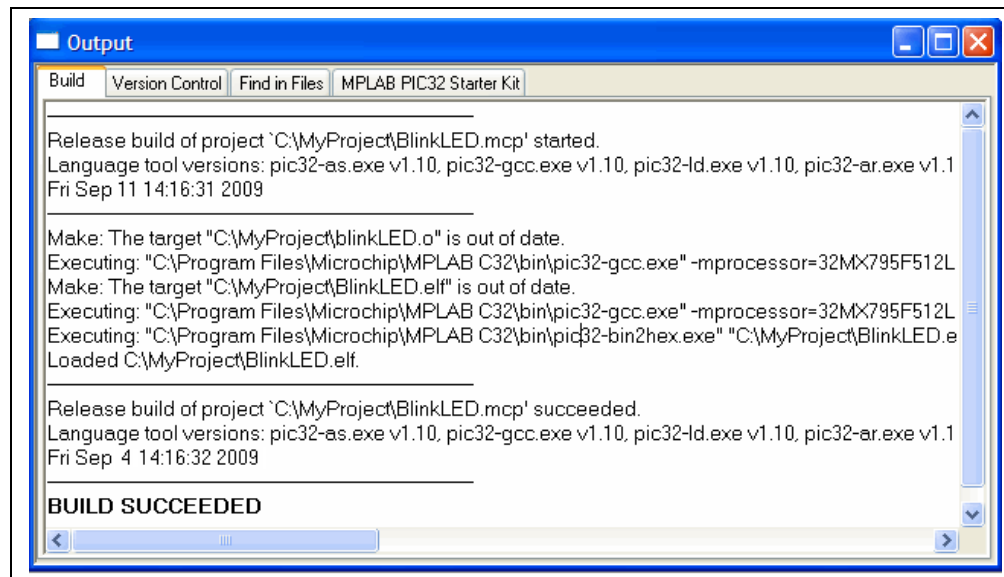 Output
Build Version Control Find in Files MPLAB PIC32 Starter Kit
Release build of project `C:\MyProject\BlinkLED.mcp' started.
Language tool versions: pic32-as.exe v1.10, pic32-gcc.exe v1.10, pic32-ld.exe v1.10, pic32-ar.exe v1.1
Fri Sep 11 14:16:31 2009
Make: The target "C:\MyProject\blinkLED.o" is out of date.
Executing: "C:\Program Files\Microchip\MPLAB C32\bin\pic32-gcc.exe" -mprocessor=32MX795F512L
Make: The target "C:\MyProject\BlinkLED.elf" is out of date.
Executing: "C:\Program Files\Microchip\MPLAB C32\bin\pic32-gcc.exe" -mprocessor=32MX795F512L
Executing: "C:\Program Files\Microchip\MPLAB C32\bin\pic32-bin2hex.exe" "C:\MyProject\BlinkLED.e
Loaded C:\MyProject\BlinkLED.elf.
Release build of project `C:\MyProject\BlinkLED.mcp' succeeded.
Language tool versions: pic32-as.exe v1.10, pic32-gcc.exe v1.10, pic32-ld.exe v1.10, pic32-ar.exe v1.1
Fri Sep 4 14:16:32 2009
BUILD SUCCEEDED